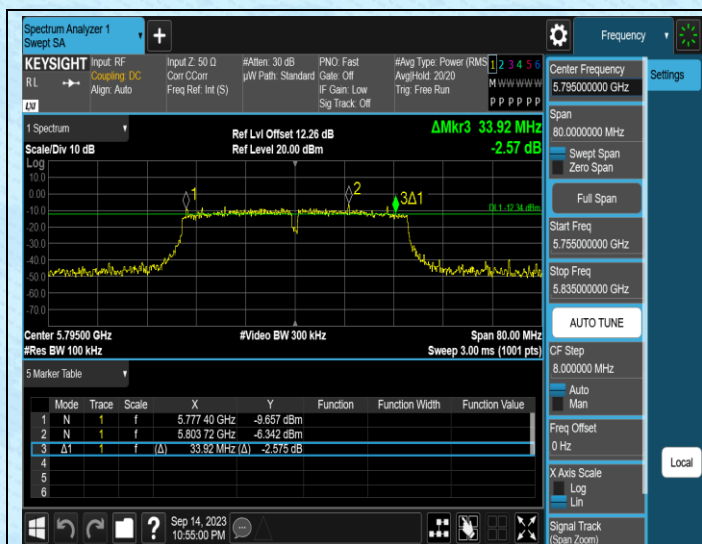 Spectrum Analyzer 1
Swept SA
Frequency
KEYSIGHT
RL
LXI
Input: RF
Coupling: DC
Align: Auto
Input Z: 50 Ω
Corr CCorr
Freq Ref: Int (S)
#Atten: 30 dB
µW Path: Standard
PNO: Fast
Gate: Off
IF Gain: Low
Sig Track: Off
#Avg Type: Power (RMS
Avg|Hold: 20/20
Trig: Free Run
1 2 3 4 5 6
M W W W W W
P P P P P P
1 Spectrum
Scale/Div 10 dB
Ref Lvl Offset 12.26 dB
Ref Level 20.00 dBm
ΔMkr3 33.92 MHz
-2.57 dB
Log
10.0
0.00
-10.0
-20.0
-30.0
-40.0
-50.0
-60.0
-70.0
1
2
3Δ1
DL1 -12.34 dBm
Center 5.79500 GHz
#Res BW 100 kHz
#Video BW 300 kHz
Span 80.00 MHz
Sweep 3.00 ms (1001 pts)
5 Marker Table
Mode Trace Scale X Y Function Function Width Function Value
1 N 1 f 5.777 40 GHz -9.657 dBm
2 N 1 f 5.803 72 GHz -6.342 dBm
3 Δ1 1 f (Δ) 33.92 MHz (Δ) -2.575 dB
4
5
6
Sep 14, 2023
10:55:00 PM
Center Frequency
5.795000000 GHz
Span
80.0000000 MHz
Swept Span
Zero Span
Full Span
Start Freq
5.755000000 GHz
Stop Freq
5.835000000 GHz
AUTO TUNE
CF Step
8.000000 MHz
Auto
Man
Freq Offset
0 Hz
X Axis Scale
Log
Lin
Signal Track
(Span Zoom)
Settings
Local